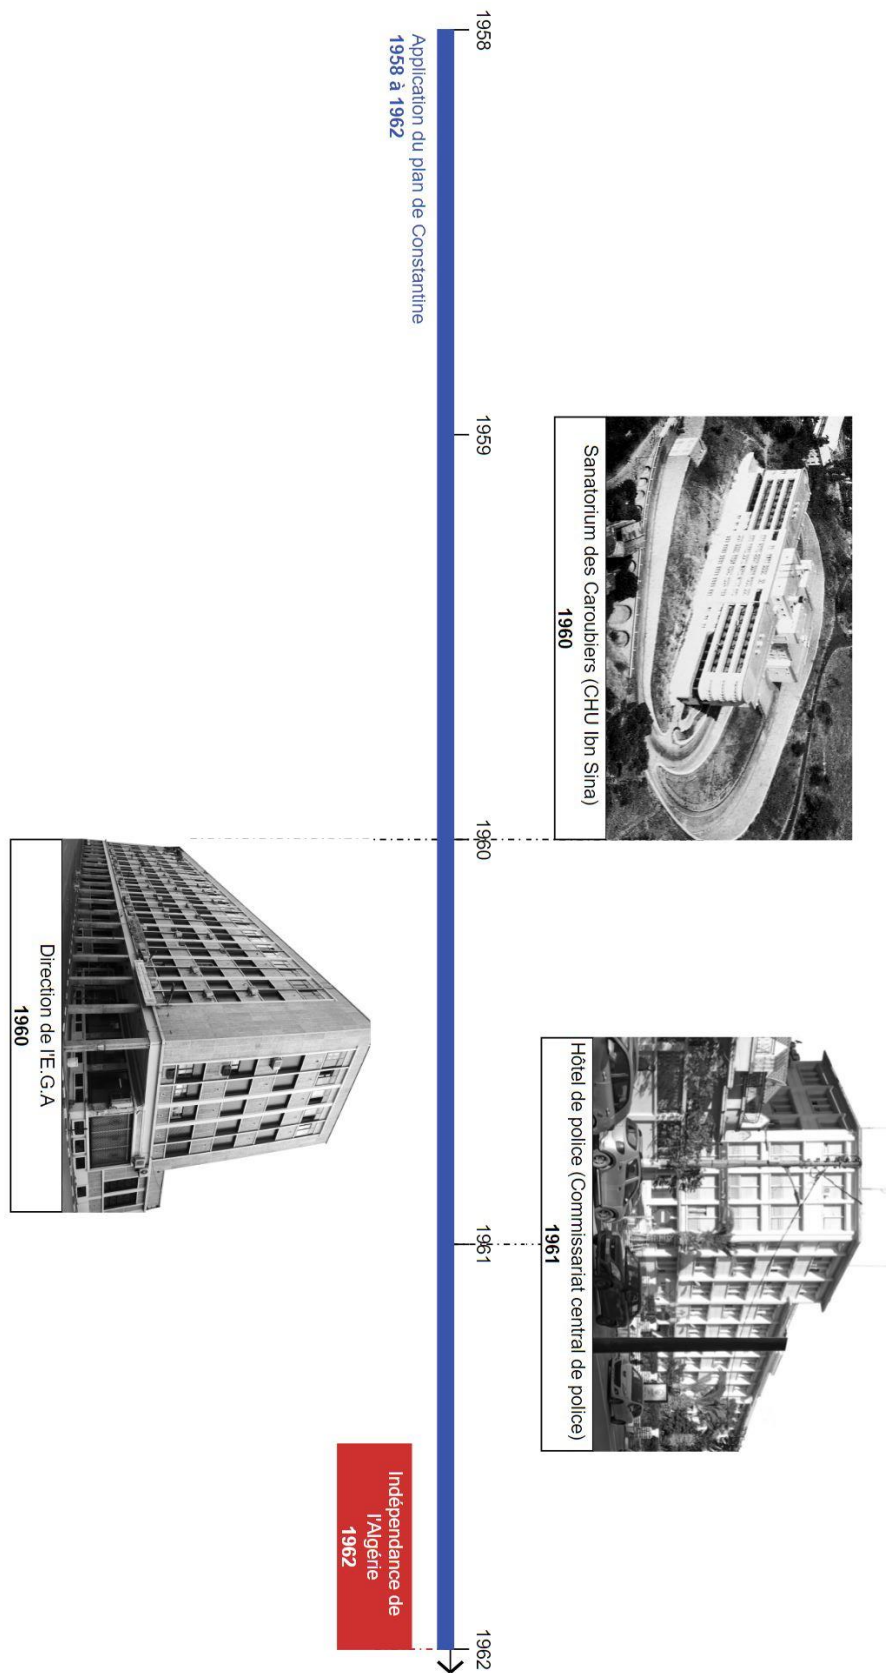 Sanatorium des Caroubiers (CHU Ibn Sina)
1960
Hôtel de police (Commissariat central de police)
1961
1958
1959
1960
1961
1962
Application du plan de Constantine
1958 à 1962
Indépendance de
l'Algérie
1962
Direction de l'E.G.A
1960